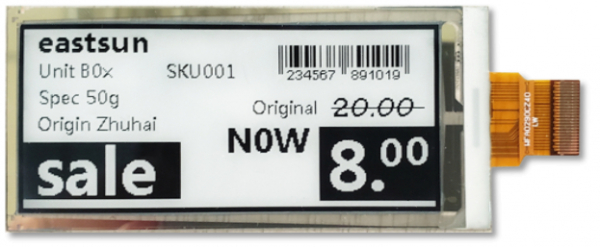 eastsun
Unit B0x SKU001
234567 891019
Spec 50g
Original 20.00
Origin Zhuhai
sale
N0W 8.00